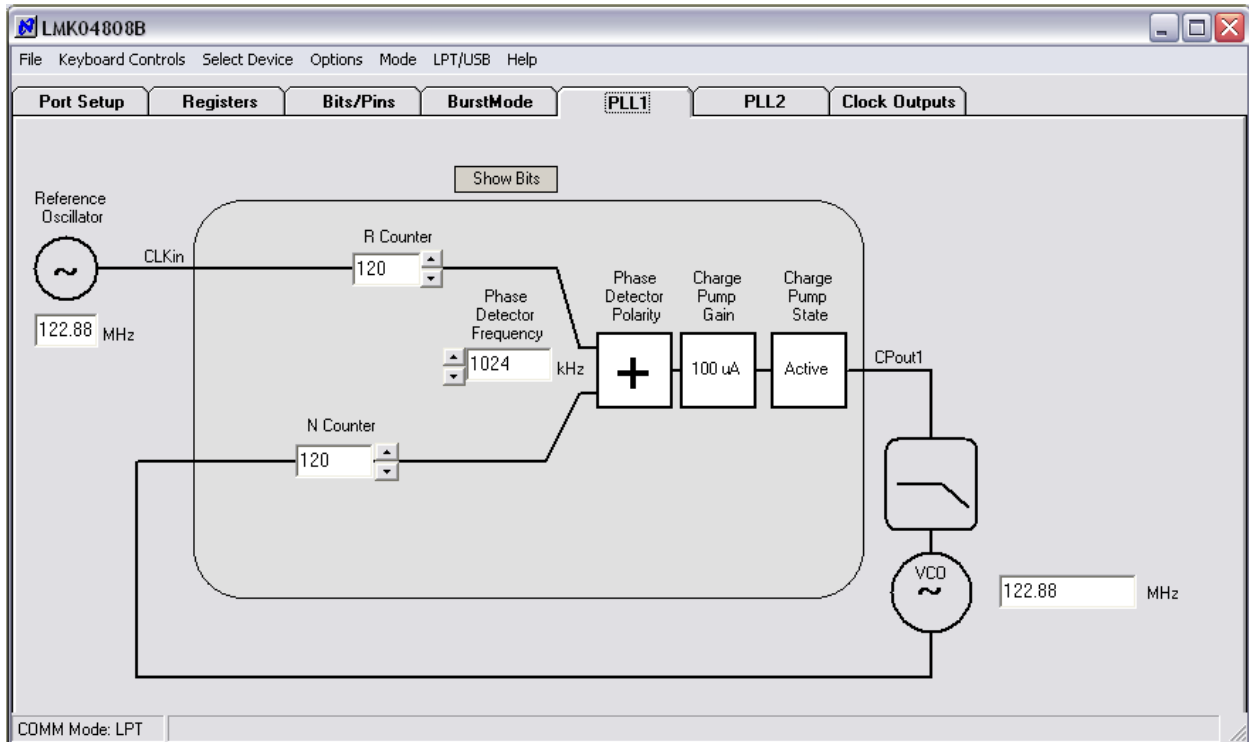 LMK04808B
File Keyboard Controls Select Device Options Mode LPT/USB Help
Port Setup Registers Bits/Pins BurstMode PLL1 PLL2 Clock Outputs
Show Bits
Reference
Oscillator
~
CLKin
122.88 MHz
R Counter
120
Phase
Detector
Frequency
1024 kHz
Phase
Detector
Polarity
+
Charge
Pump
Gain
100 uA
Charge
Pump
State
Active
CPout1
N Counter
120
VCO
~
122.88 MHz
COMM Mode: LPT